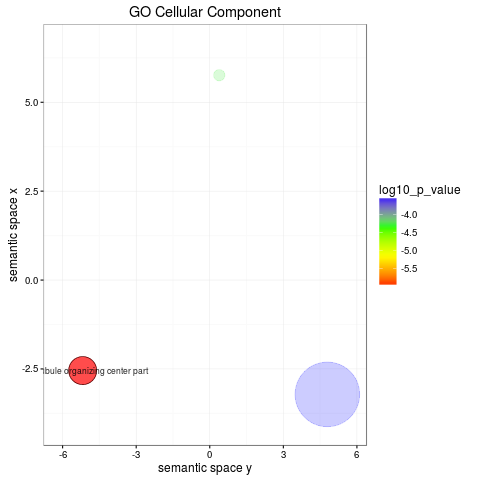 GO Cellular Component
semantic space x
5.0
2.5
0.0
-2.5
bule organizing center part
-6
-3
0
3
6
semantic space y
log10_p_value
-4.0
-4.5
-5.0
-5.5